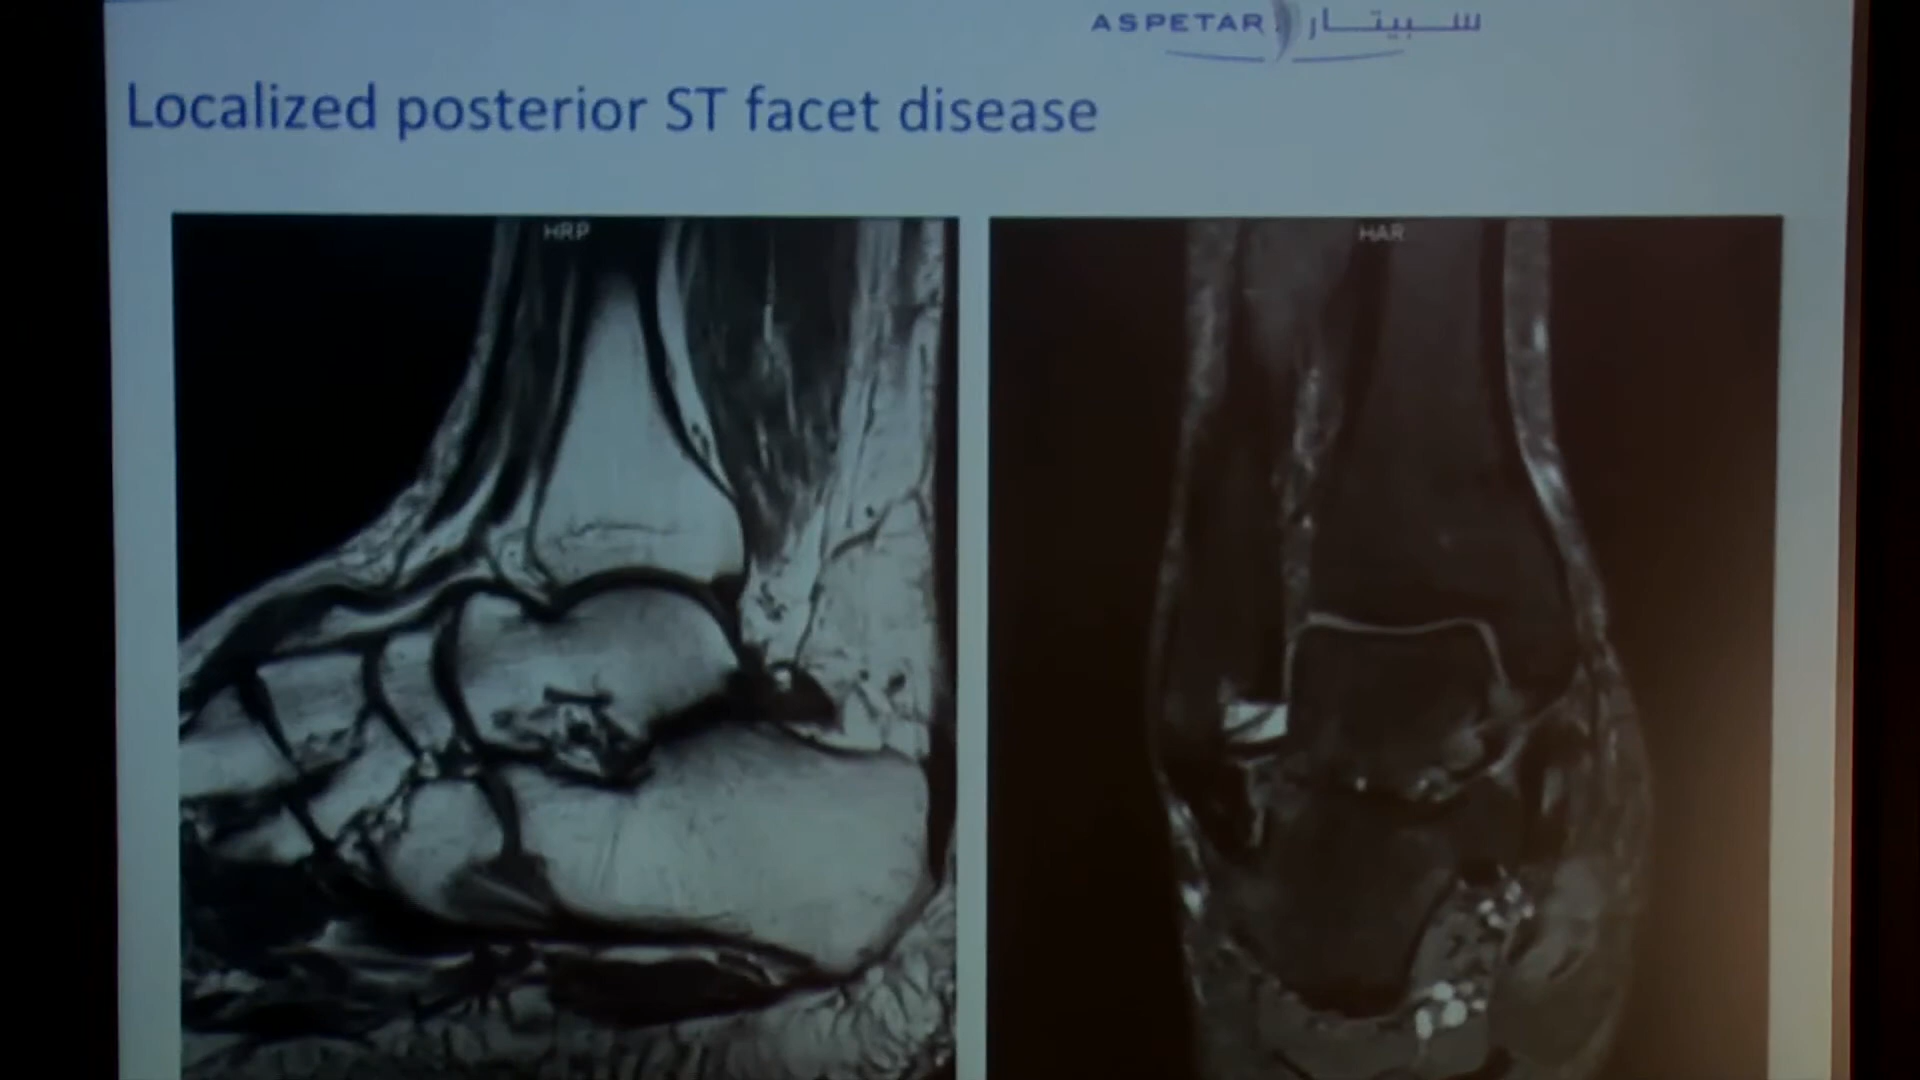 ASPETAR سبيتار
Localized posterior ST facet disease
HRP
HAR